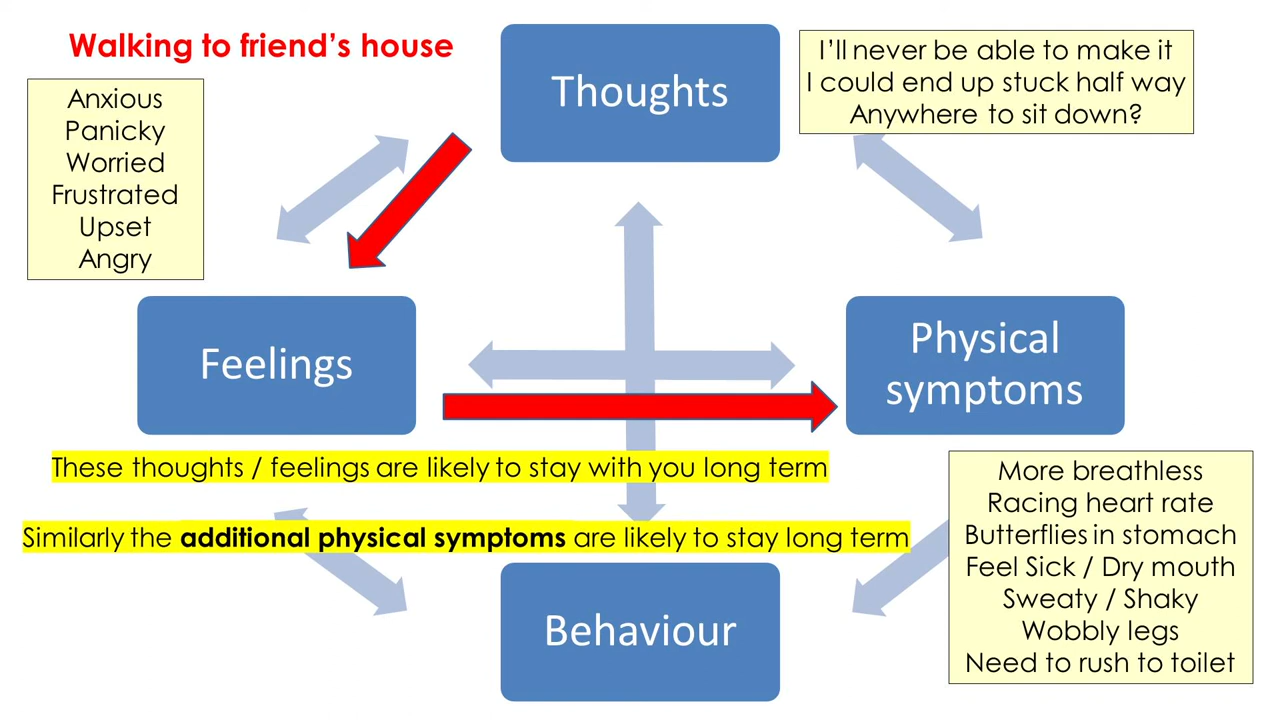 Walking to friend's house
Thoughts
I'll never be able to make it
I could end up stuck half way
Anywhere to sit down?
Anxious
Panicky
Worried
Frustrated
Upset
Angry
Feelings
Physical
symptoms
These thoughts / feelings are likely to stay with you long term
Similarly the additional physical symptoms are likely to stay long term
More breathless
Racing heart rate
Butterflies in stomach
Feel Sick / Dry mouth
Sweaty / Shaky
Wobbly legs
Need to rush to toilet
Behaviour